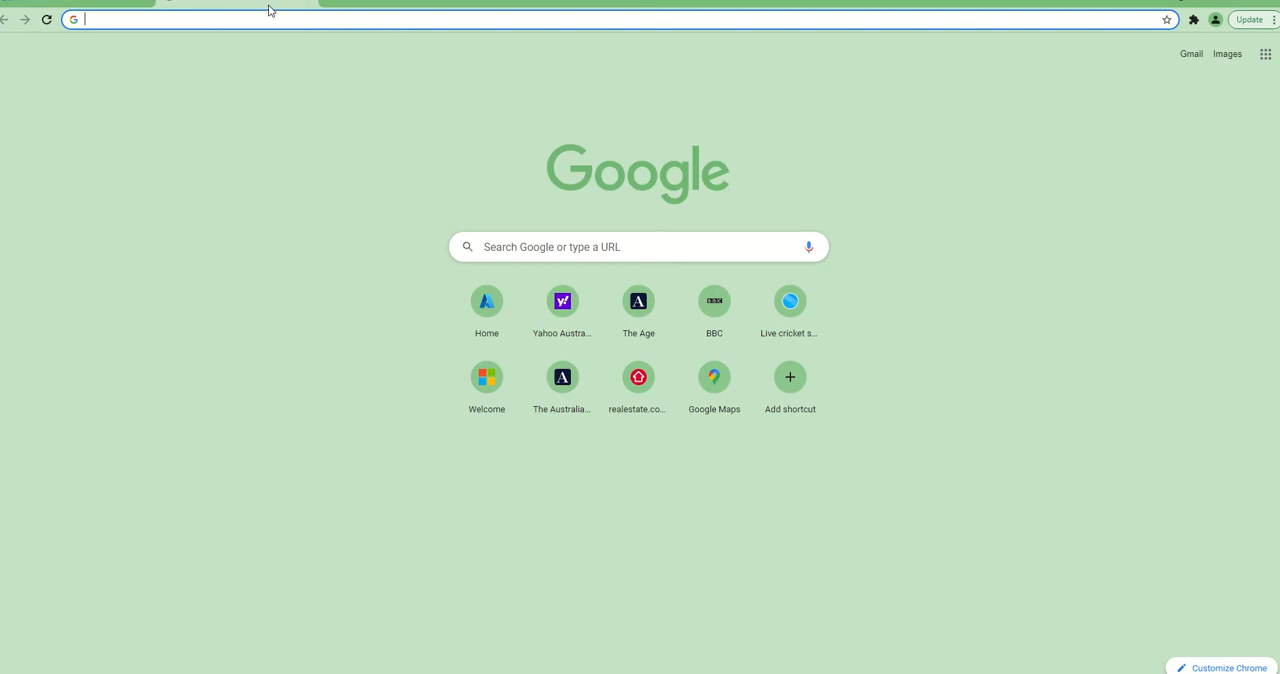 Update
Gmail Images
Google
Search Google or type a URL
Home Yahoo Austra... The Age BBC Live cricket s...
Welcome The Australia... realestate.co... Google Maps Add shortcut
Customize Chrome